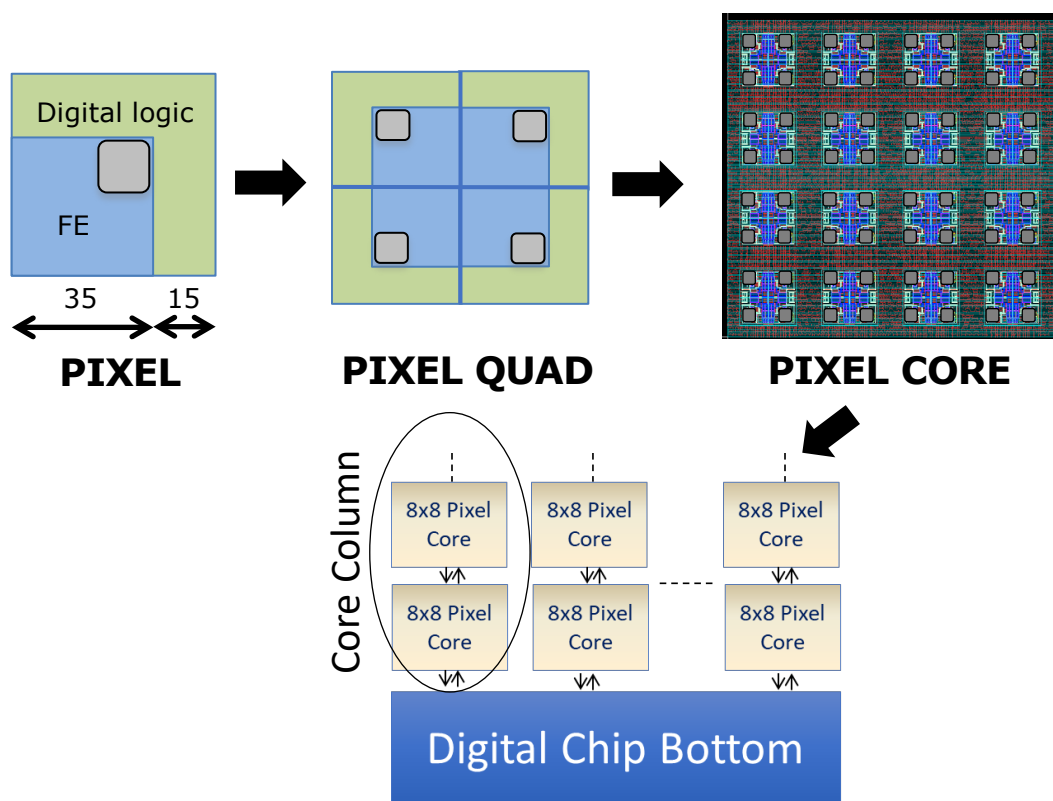 Digital logic
FE
35
15
PIXEL
PIXEL QUAD
PIXEL CORE
Core Column
8x8 Pixel
Core
8x8 Pixel
Core
8x8 Pixel
Core
8x8 Pixel
Core
8x8 Pixel
Core
8x8 Pixel
Core
Digital Chip Bottom